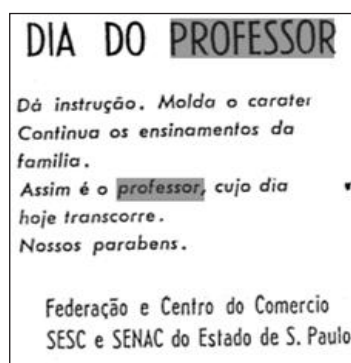 DIA DO PROFESSOR
Dá instrução. Molda o carater
Continua os ensinamentos da
familia.
Assim é o professor, cujo dia
hoje transcorre.
Nossos parabens.
Federação e Centro do Comercio
SESC e SENAC do Estado de S. Paulo